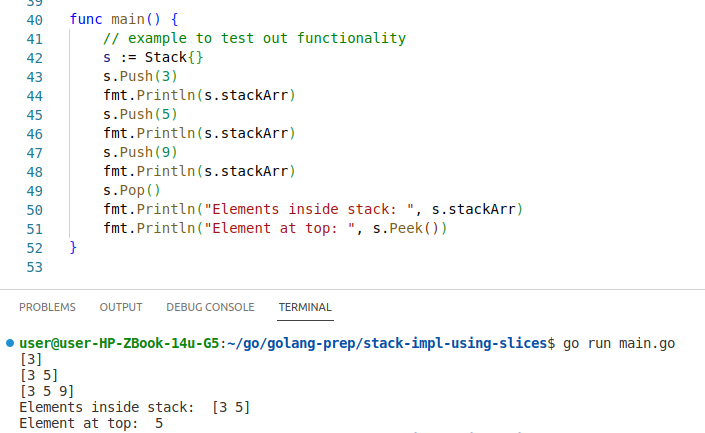 39
40 func main() {
41 // example to test out functionality
42 s := Stack{}
43 s.Push(3)
44 fmt.Println(s.stackArr)
45 s.Push(5)
46 fmt.Println(s.stackArr)
47 s.Push(9)
48 fmt.Println(s.stackArr)
49 s.Pop()
50 fmt.Println("Elements inside stack: ", s.stackArr)
51 fmt.Println("Element at top: ", s.Peek())
52 }
53
PROBLEMS OUTPUT DEBUG CONSOLE TERMINAL
user@user-HP-ZBook-14u-G5:~/go/golang-prep/stack-impl-using-slices$ go run main.go
[3]
[3 5]
[3 5 9]
Elements inside stack:  [3 5]
Element at top:  5